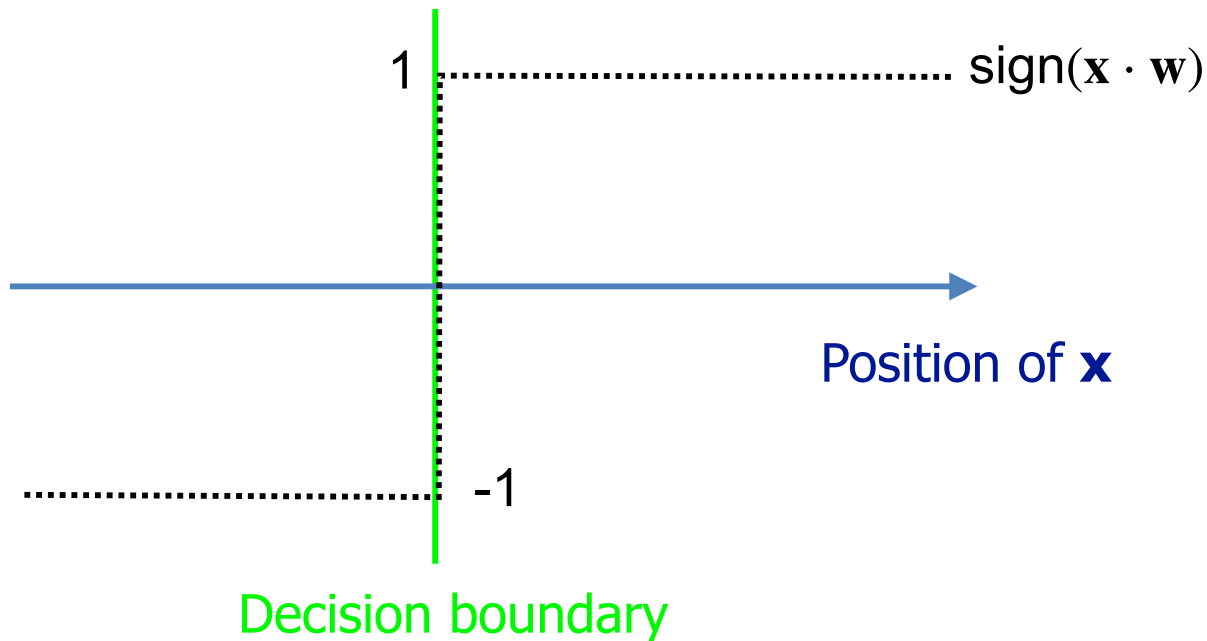 1
sign(x · w)
Position of x
-1
Decision boundary